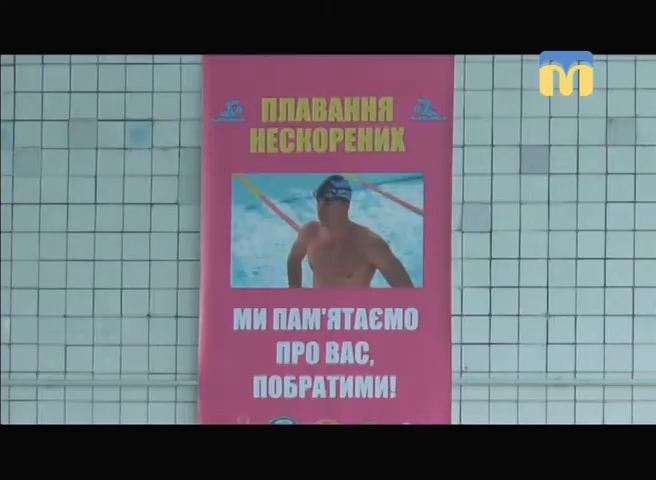 ПЛАВАННЯ
НЕСКОРЕНИХ
МИ ПАМ'ЯТАЄМО
ПРО ВАС,
ПОБРАТИМИ!